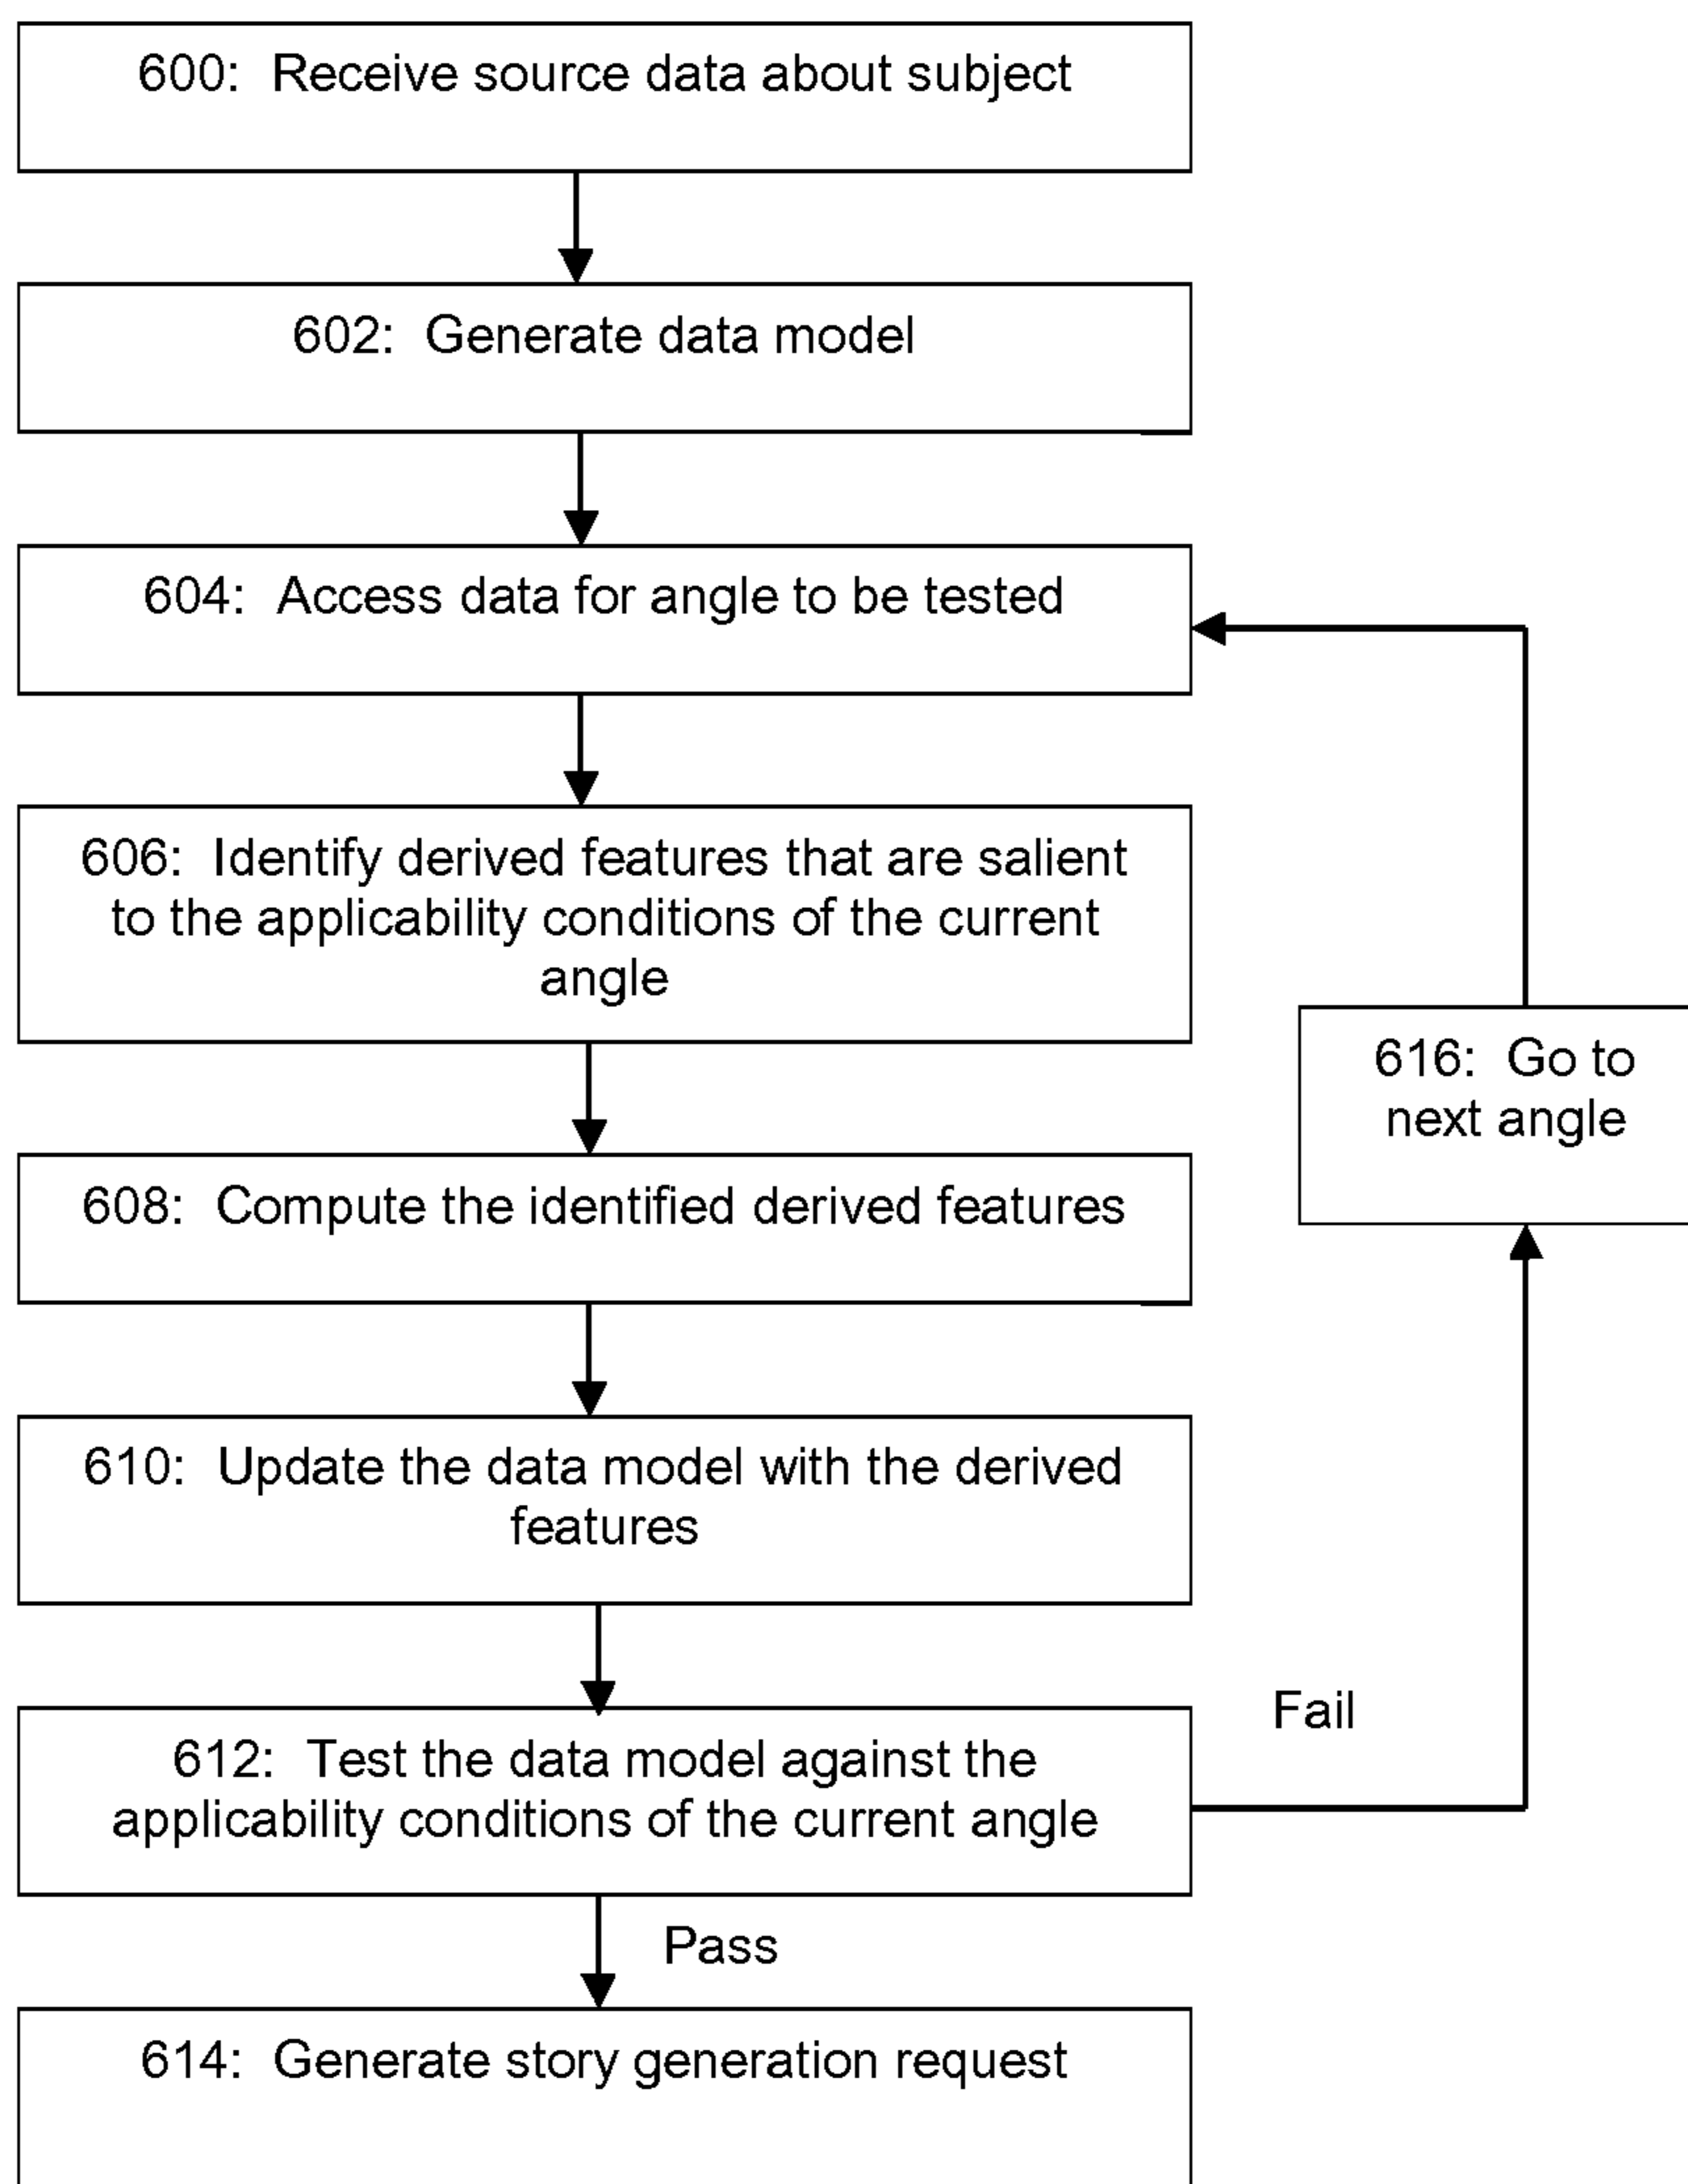 600: Receive source data about subject
602: Generate data model
604: Access data for angle to be tested
606: Identify derived features that are salient
to the applicability conditions of the current
angle
616: Go to
next angle
608: Compute the identified derived features
610: Update the data model with the derived
features
Fail
612: Test the data model against the
applicability conditions of the current angle
Pass
614: Generate story generation request